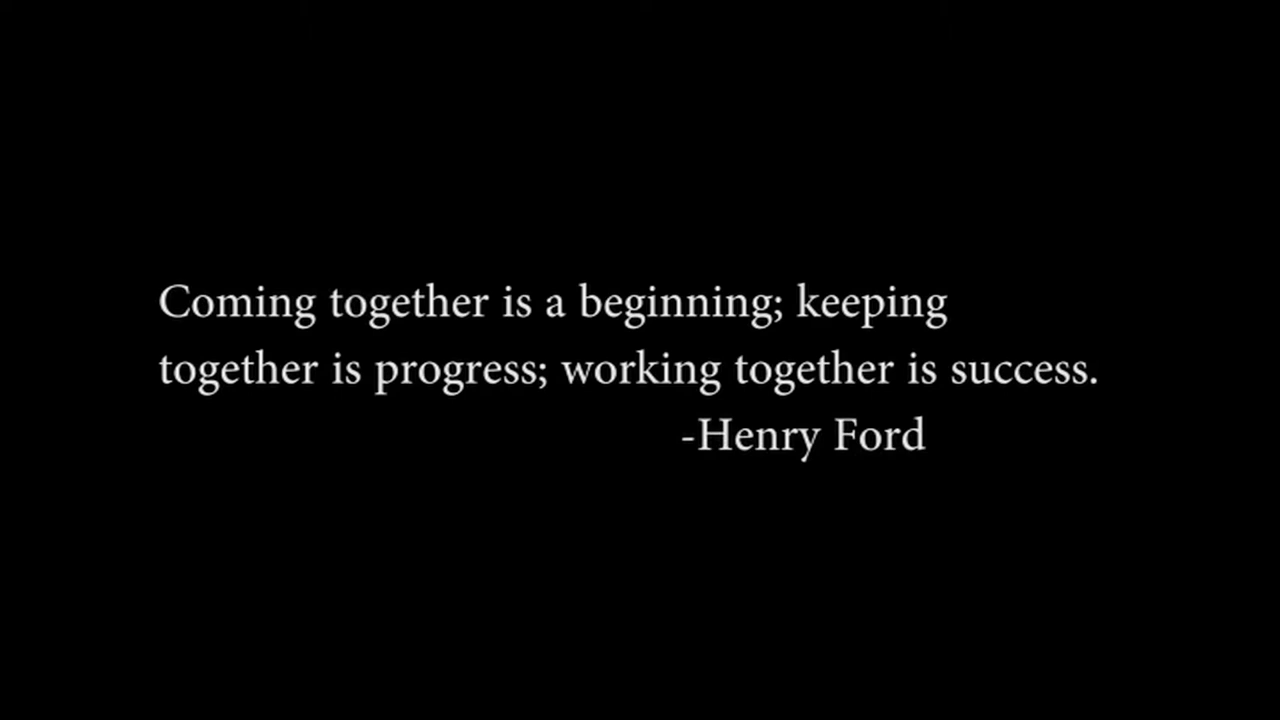 Coming together is a beginning; keeping
together is progress; working together is success.
-Henry Ford